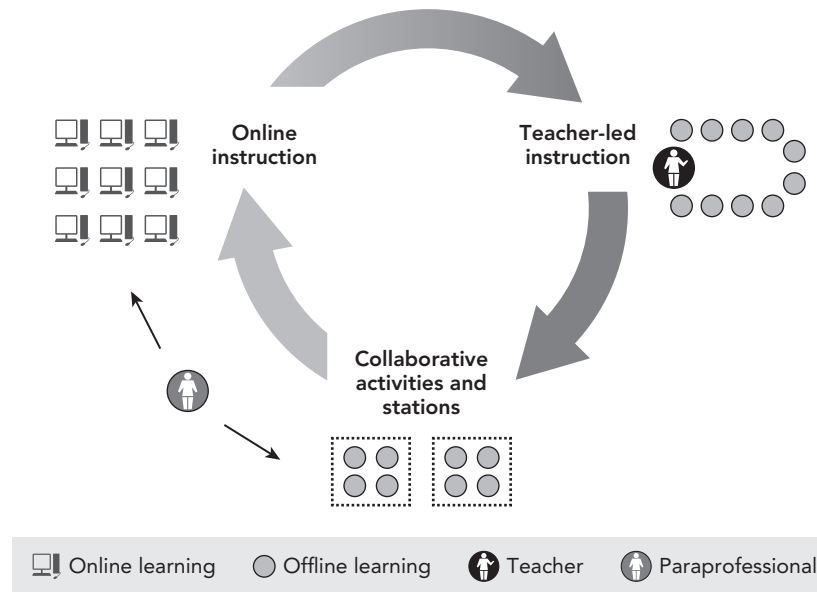 Online
instruction
Teacher-led
instruction
Collaborative
activities and
stations
Online learning
Offline learning
Teacher
Paraprofessional